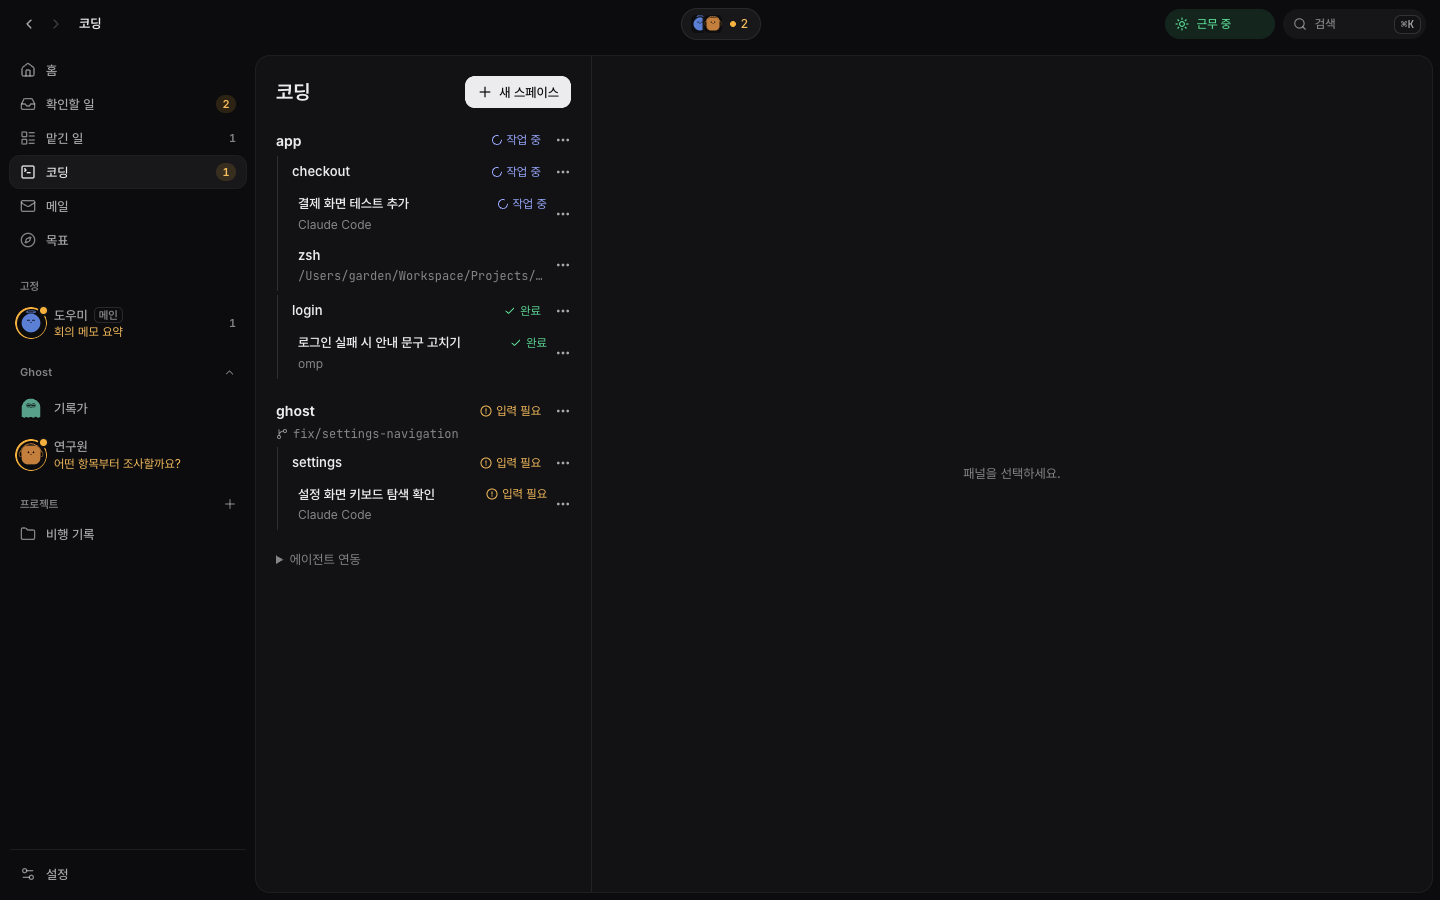 코딩
2
근무 중
검색
⌘K
홈
확인할 일
2
맡긴 일
1
코딩
1
메일
목표
고정
도우미
메인
회의 메모 요약
1
Ghost
기록가
연구원
어떤 항목부터 조사할까요?
프로젝트
비행 기록
설정
코딩
새 스페이스
app
작업 중
checkout
작업 중
결제 화면 테스트 추가
작업 중
Claude Code
zsh
/Users/garden/Workspace/Projects/…
login
완료
로그인 실패 시 안내 문구 고치기
완료
omp
ghost
입력 필요
fix/settings-navigation
settings
입력 필요
설정 화면 키보드 탐색 확인
입력 필요
Claude Code
에이전트 연동
패널을 선택하세요.